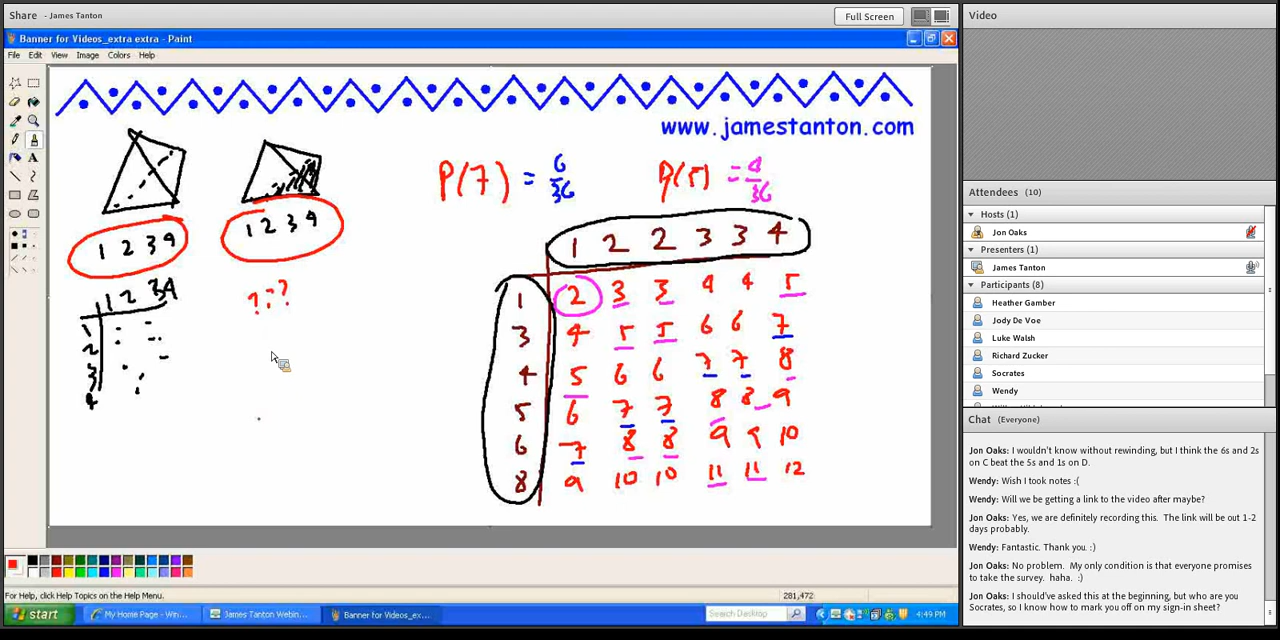 Share - James Tanton
Full Screen
Banner for Videos_extra extra - Paint
File Edit View Image Colors Help
www.jamestanton.com
P(7) = 6/36
P(5) = 4/36
1 2 3 4
1 2 3 4
1 2 3 4
1
2
3
4
? = ?
1 2 2 3 3 4
1 2 3 3 4 4 5
3 4 5 5 6 6 7
4 5 6 6 7 7 8
5 6 7 7 8 8 9
6 7 8 8 9 9 10
8 9 10 10 11 11 12
For Help, click Help Topics on the Help Menu.
281,472
start
My Home Page - Win...
James Tanton Webin...
Banner for Videos_ex...
Search Desktop
4:49 PM
Video
Attendees (10)
Hosts (1)
Jon Oaks
Presenters (1)
James Tanton
Participants (8)
Heather Gamber
Jody De Voe
Luke Walsh
Richard Zucker
Socrates
Wendy
Chat (Everyone)
Jon Oaks: I wouldn't know without rewinding, but I think the 6s and 2s
on C beat the 5s and 1s on D.
Wendy: Wish I took notes :(
Wendy: Will we be getting a link to the video after maybe?
Jon Oaks: Yes, we are definitely recording this. The link will be out 1-2
days probably.
Wendy: Fantastic. Thank you. :)
Jon Oaks: No problem. My only condition is that everyone promises
to take the survey. haha. :)
Jon Oaks: I should've asked this at the beginning, but who are you
Socrates, so I know how to mark you off on my sign-in sheet?